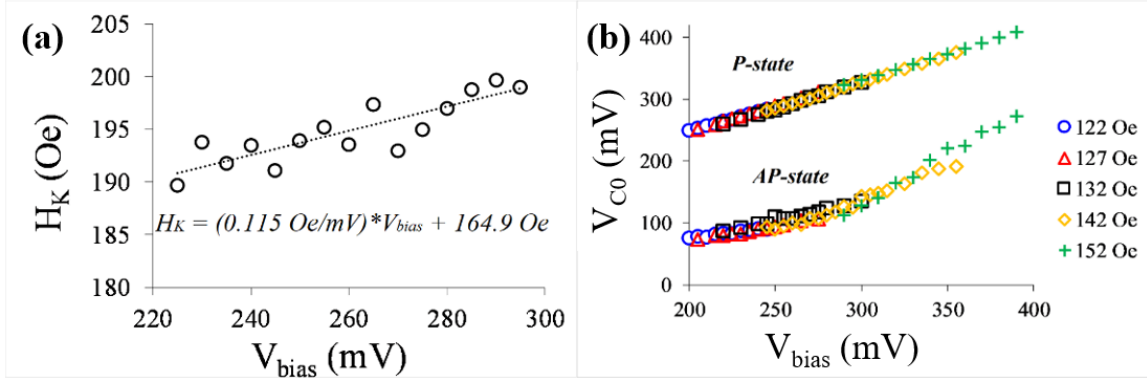 (a)
205
200
195
190
185
180
H_K (Oe)
H_K = (0.115 Oe/mV)*V_bias + 164.9 Oe
220 240 260 280 300
V_bias (mV)
(b)
400
300
200
100
0
V_C0 (mV)
P-state
AP-state
122 Oe
127 Oe
132 Oe
142 Oe
152 Oe
200 250 300 350 400
V_bias (mV)